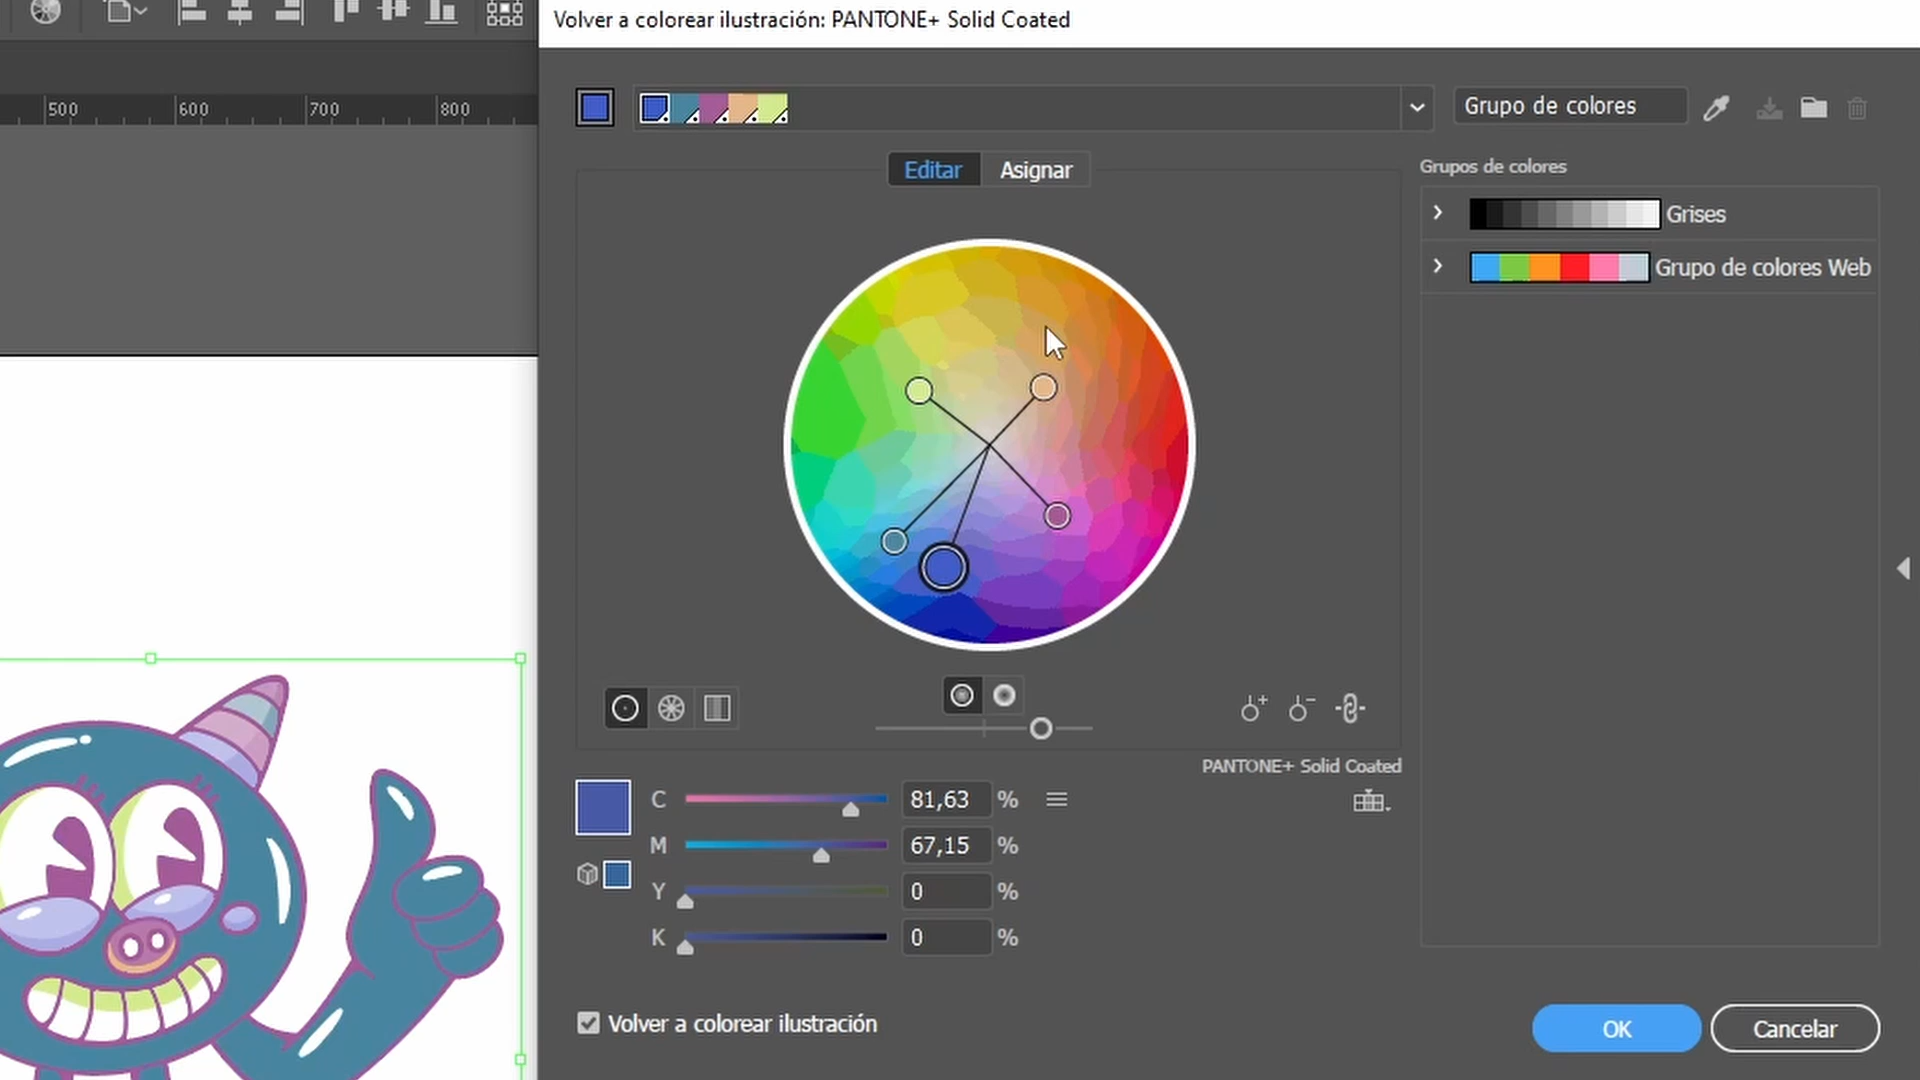 Volver a colorear ilustración: PANTONE+ Solid Coated
500
600
700
800
Grupo de colores
Editar
Asignar
Grupos de colores
Grises
Grupo de colores Web
PANTONE+ Solid Coated
C 81,63 %
M 67,15 %
Y 0 %
K 0 %
Volver a colorear ilustración
OK
Cancelar